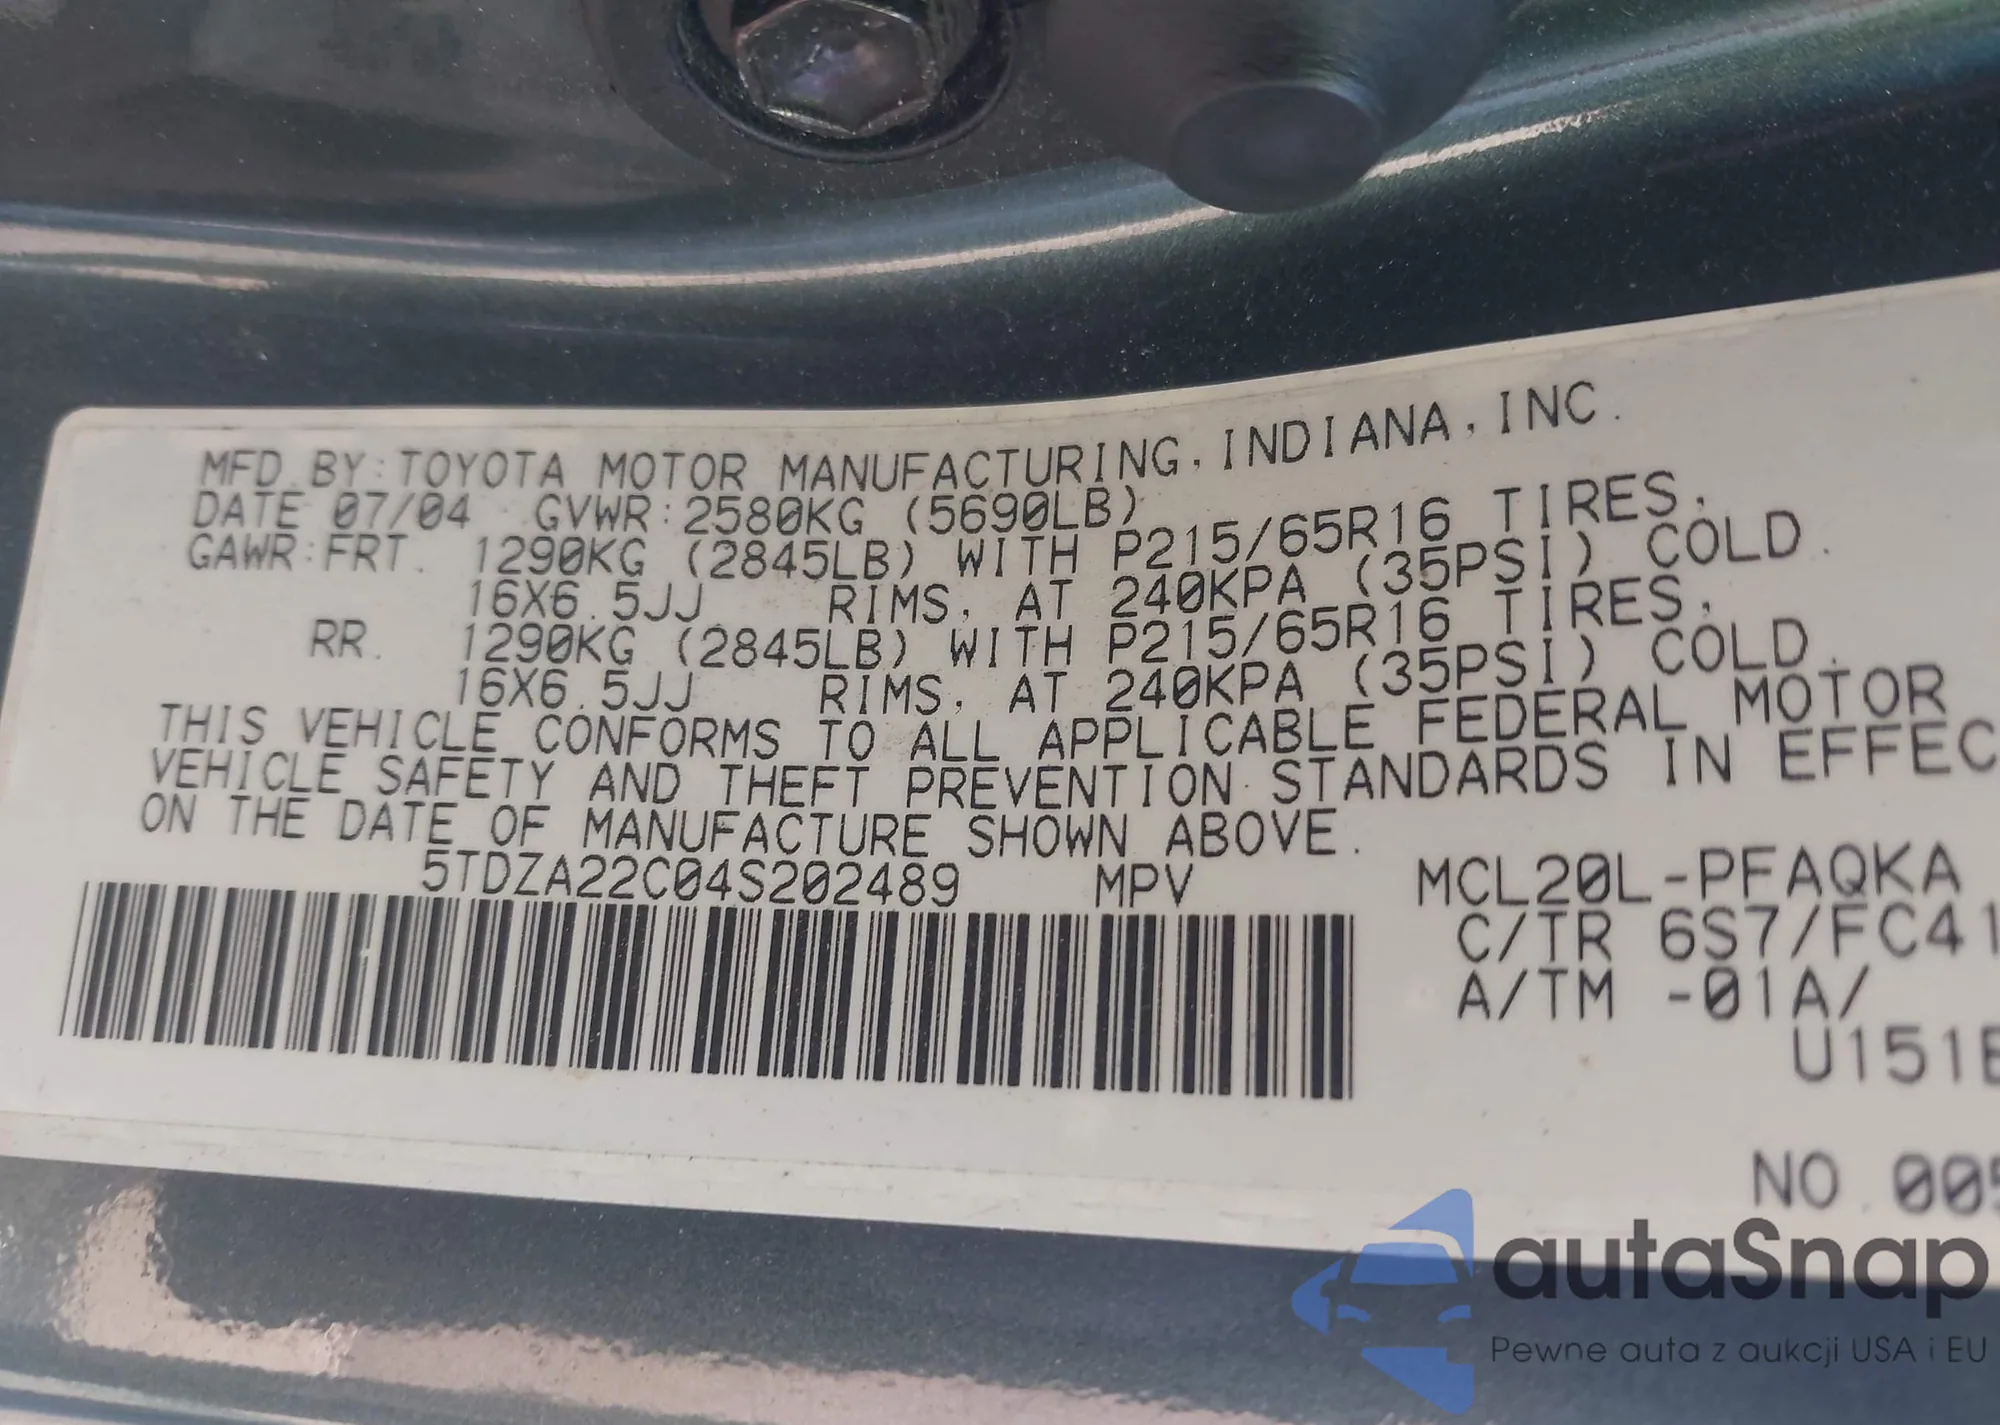 MFD.BY:TOYOTA MOTOR MANUFACTURING,INDIANA,INC.
DATE 07/04 GVWR:2580KG (5690LB)
GAWR:FRT. 1290KG (2845LB) WITH P215/65R16 TIRES,
16X6.5JJ RIMS, AT 240KPA (35PSI) COLD.
RR. 1290KG (2845LB) WITH P215/65R16 TIRES,
16X6.5JJ RIMS, AT 240KPA (35PSI) COLD.
THIS VEHICLE CONFORMS TO ALL APPLICABLE FEDERAL MOTOR
VEHICLE SAFETY AND THEFT PREVENTION STANDARDS IN EFFEC
ON THE DATE OF MANUFACTURE SHOWN ABOVE.
5TDZA22C04S202489 MPV MCL20L-PFAQKA
C/TR 6S7/FC41
A/TM -01A/
U151E
NO.005
autaSnap
Pewne auta z aukcji USA i EU